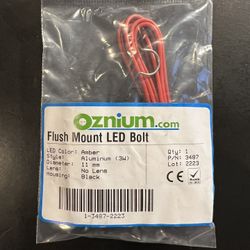 Oznium.com
Flush Mount LED Bolt
LED Color: Amber
Style: Aluminum (3W)
Diameter: 11 mm
Lens: No Lens
Housing: Black
Qty: 1
P/N: 3487
Lot: 2223
CE
RoHS
1-3487-2223